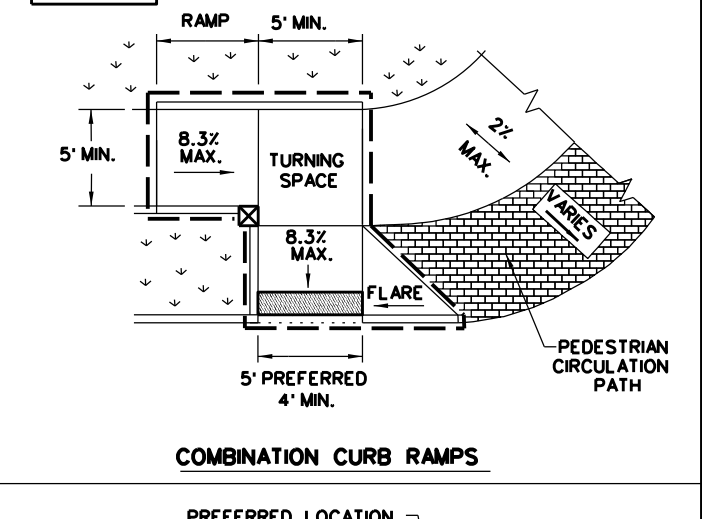 RAMP
5' MIN.
5' MIN.
8.3%
MAX.
TURNING
SPACE
2%
MAX.
VARIES
8.3%
MAX.
FLARE
PEDESTRIAN
CIRCULATION
PATH
5' PREFERRED
4' MIN.
COMBINATION CURB RAMPS
PREFERRED LOCATION